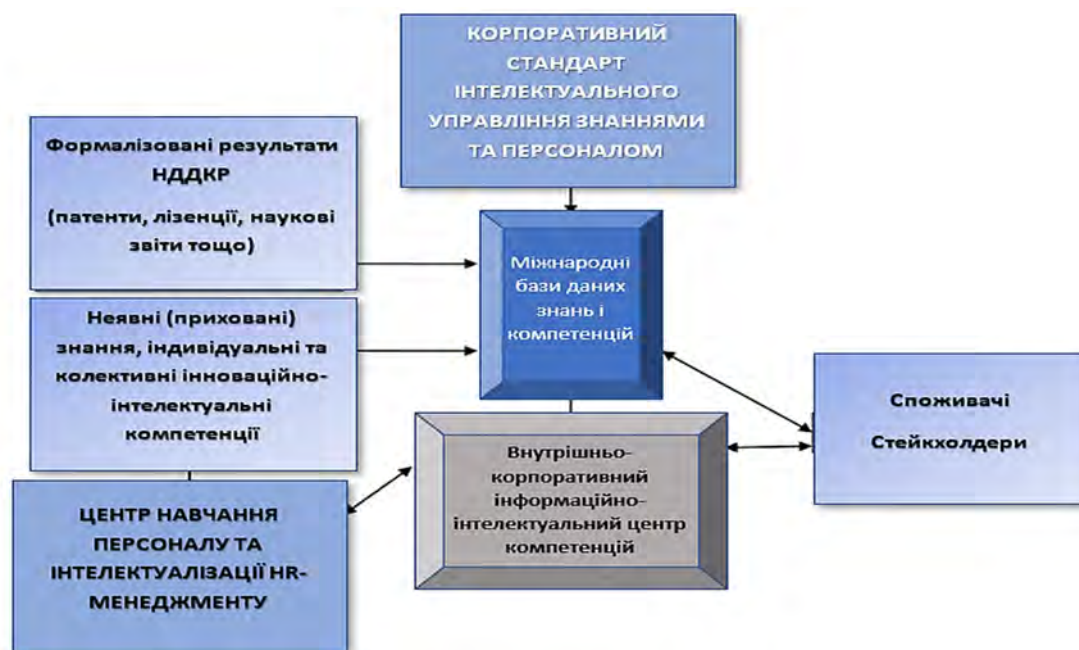 КОРПОРАТИВНИЙ
СТАНДАРТ
ІНТЕЛЕКТУАЛЬНОГО
УПРАВЛІННЯ ЗНАННЯМИ
ТА ПЕРСОНАЛОМ
Формалізовані результати
НДДКР
(патенти, лізенції, наукові
звіти тощо)
Міжнародні
бази даних
знань і
компетенцій
Неявні (приховані)
знання, індивідуальні та
колективні інноваційно-
інтелектуальні
компетенції
Споживачі
Стейкхолдери
Внутрішньо-
корпоративний
інформаційно-
інтелектуальний центр
компетенцій
ЦЕНТР НАВЧАННЯ
ПЕРСОНАЛУ ТА
ІНТЕЛЕКТУАЛІЗАЦІЇ HR-
МЕНЕДЖМЕНТУ